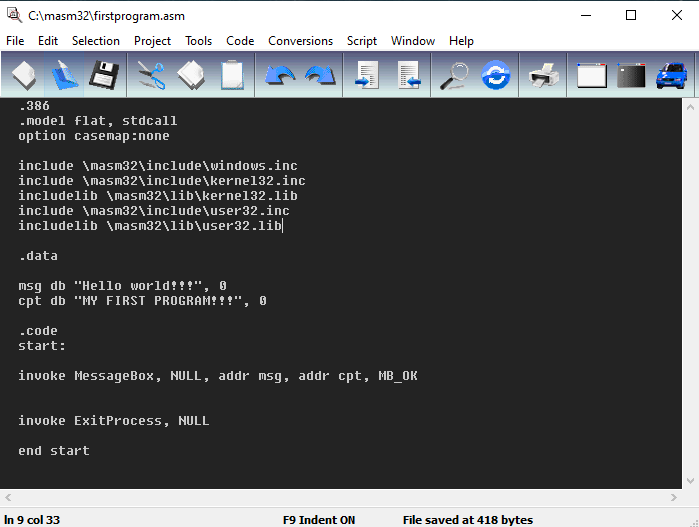 C:\masm32\firstprogram.asm
File Edit Selection Project Tools Code Conversions Script Window Help
.386
.model flat, stdcall
option casemap:none
include \masm32\include\windows.inc
include \masm32\include\kernel32.inc
includelib \masm32\lib\kernel32.lib
include \masm32\include\user32.inc
includelib \masm32\lib\user32.lib
.data
msg db "Hello world!!!", 0
cpt db "MY FIRST PROGRAM!!!", 0
.code
start:
invoke MessageBox, NULL, addr msg, addr cpt, MB_OK
invoke ExitProcess, NULL
end start
ln 9 col 33 F9 Indent ON File saved at 418 bytes